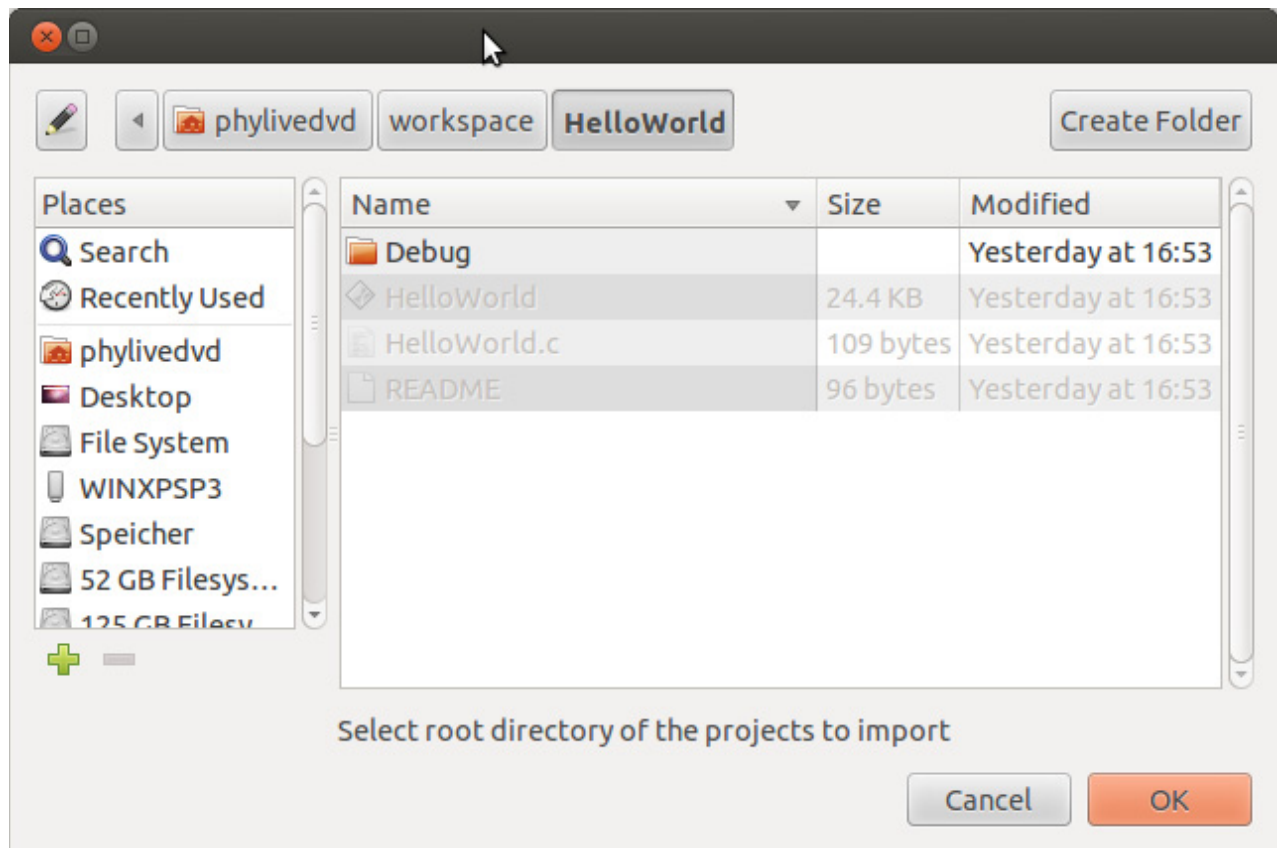 phylivedvd workspace HelloWorld Create Folder
Places
Search
Recently Used
phylivedvd
Desktop
File System
WINXPSP3
Speicher
52 GB Filesys...
125 GB Filesy
Name Size Modified
Debug Yesterday at 16:53
HelloWorld 24.4 KB Yesterday at 16:53
HelloWorld.c 109 bytes Yesterday at 16:53
README 96 bytes Yesterday at 16:53
Select root directory of the projects to import
Cancel OK